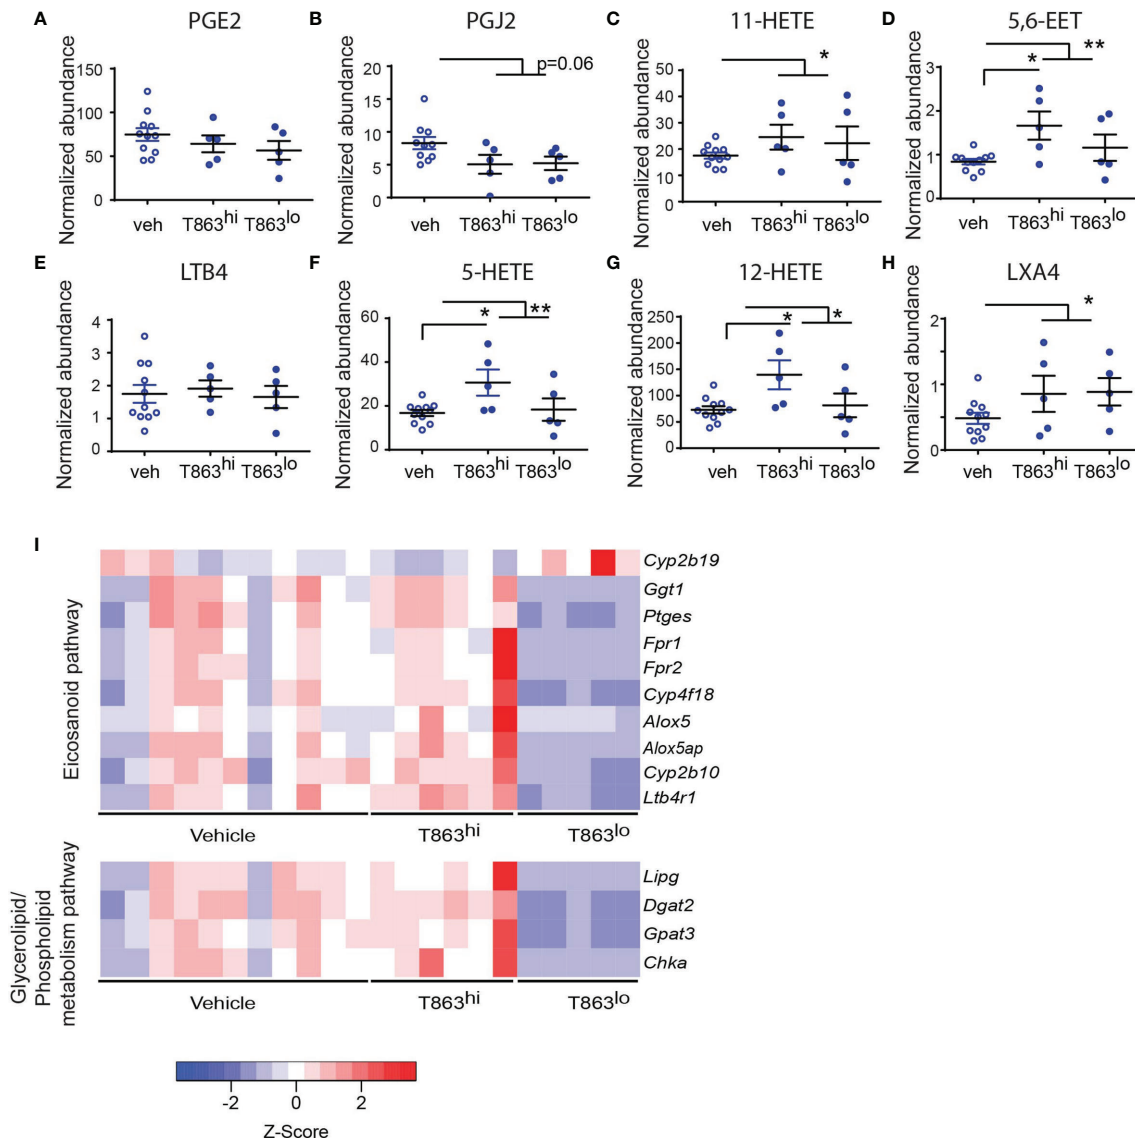 A
PGE2
Normalized abundance
150
100
50
0
veh
T863hi
T863lo
B
PGJ2
Normalized abundance
20
15
10
5
0
p=0.06
veh
T863hi
T863lo
C
11-HETE
Normalized abundance
50
40
30
20
10
0
*
veh
T863hi
T863lo
D
5,6-EET
Normalized abundance
3
2
1
0
*
**
veh
T863hi
T863lo
E
LTB4
Normalized abundance
4
3
2
1
0
veh
T863hi
T863lo
F
5-HETE
Normalized abundance
60
40
20
0
*
**
veh
T863hi
T863lo
G
12-HETE
Normalized abundance
250
200
150
100
50
0
*
*
veh
T863hi
T863lo
H
LXA4
Normalized abundance
2
1
0
*
veh
T863hi
T863lo
I
Eicosanoid pathway
Cyp2b19
Ggt1
Ptges
Fpr1
Fpr2
Cyp4f18
Alox5
Alox5ap
Cyp2b10
Ltb4r1
Vehicle
T863hi
T863lo
Glycerolipid/
Phospholipid
metabolism pathway
Lipg
Dgat2
Gpat3
Chka
Vehicle
T863hi
T863lo
-2
0
2
Z-Score